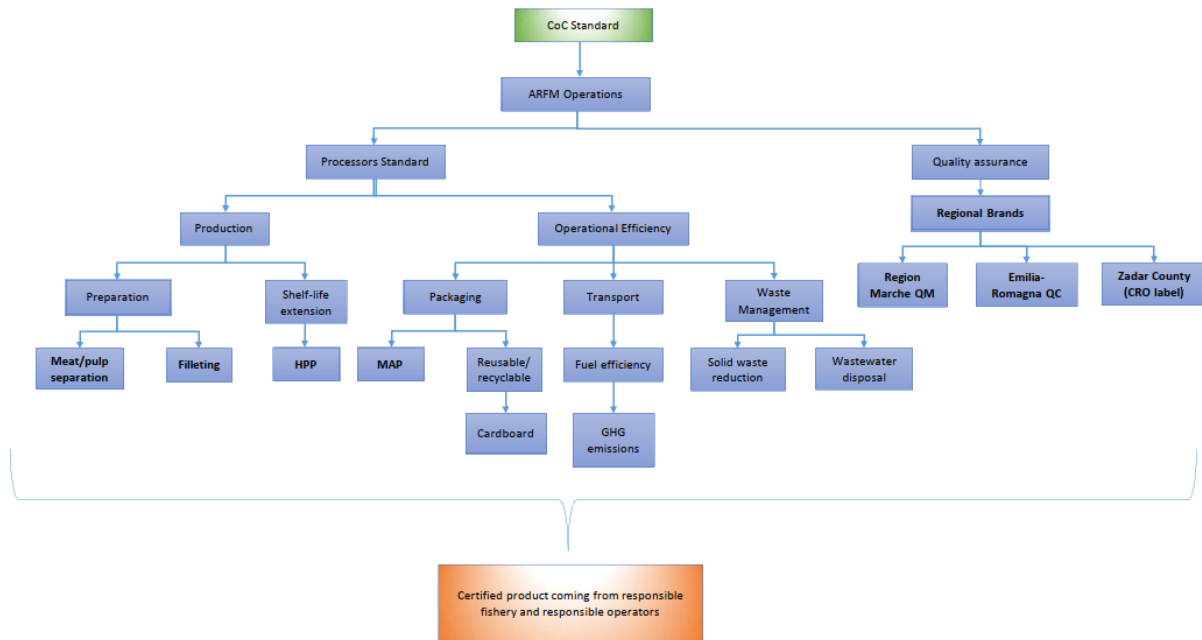 CoC Standard
ARFM Operations
Processors Standard
Quality assurance
Regional Brands
Production
Operational Efficiency
Region
Marche QM
Emilia-
Romagna QC
Zadar County
(CRO label)
Preparation
Shelf-life
extension
Packaging
Transport
Waste
Management
Meat/pulp
separation
Filleting
HPP
MAP
Reusable/
recyclable
Fuel efficiency
Solid waste
reduction
Wastewater
disposal
Cardboard
GHG
emissions
Certified product coming from responsible
fishery and responsible operators